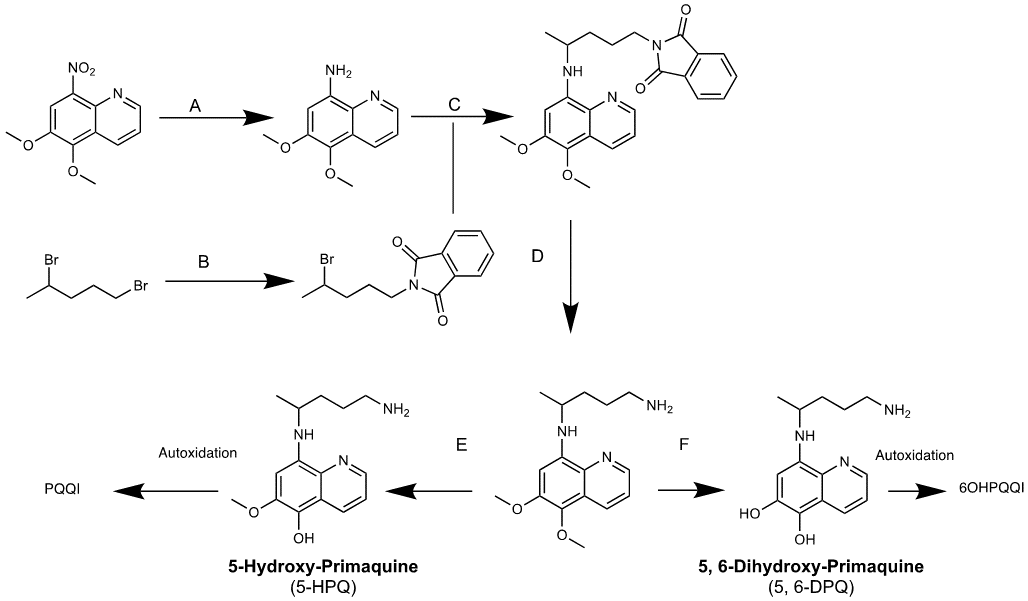 NO2
N
O
O
A
NH2
N
O
O
C
O
N
O
NH
N
O
O
Br
Br
B
Br
O
N
O
D
NH2
NH
N
O
OH
NH2
NH
N
O
O
NH2
NH
N
HO
OH
Autoxidation
PQQI
E
F
Autoxidation
6OHPQQI
5-Hydroxy-Primaquine
(5-HPQ)
5, 6-Dihydroxy-Primaquine
(5, 6-DPQ)